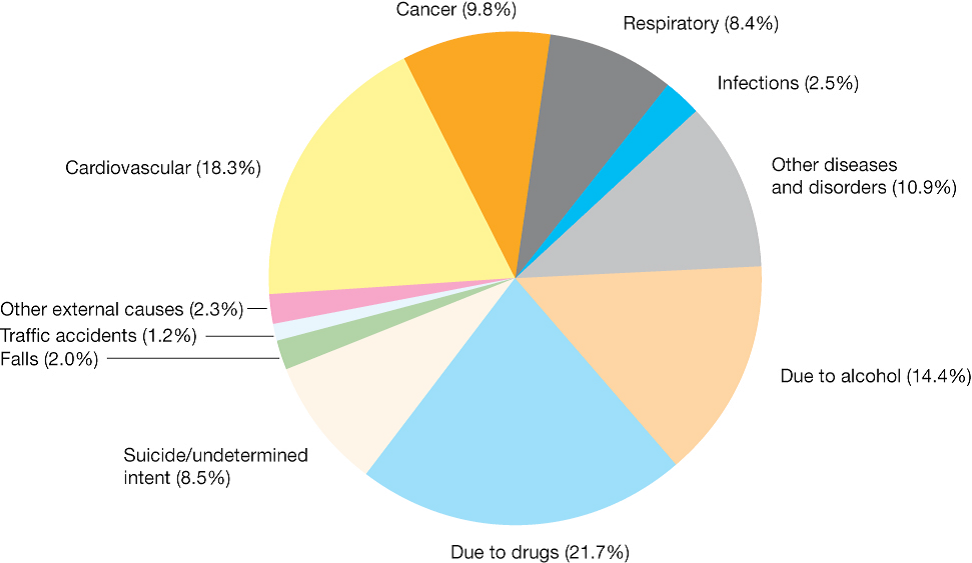 Cancer (9.8%)
Respiratory (8.4%)
Infections (2.5%)
Other diseases
and disorders (10.9%)
Due to alcohol (14.4%)
Due to drugs (21.7%)
Suicide/undetermined
intent (8.5%)
Falls (2.0%)
Traffic accidents (1.2%)
Other external causes (2.3%)
Cardiovascular (18.3%)